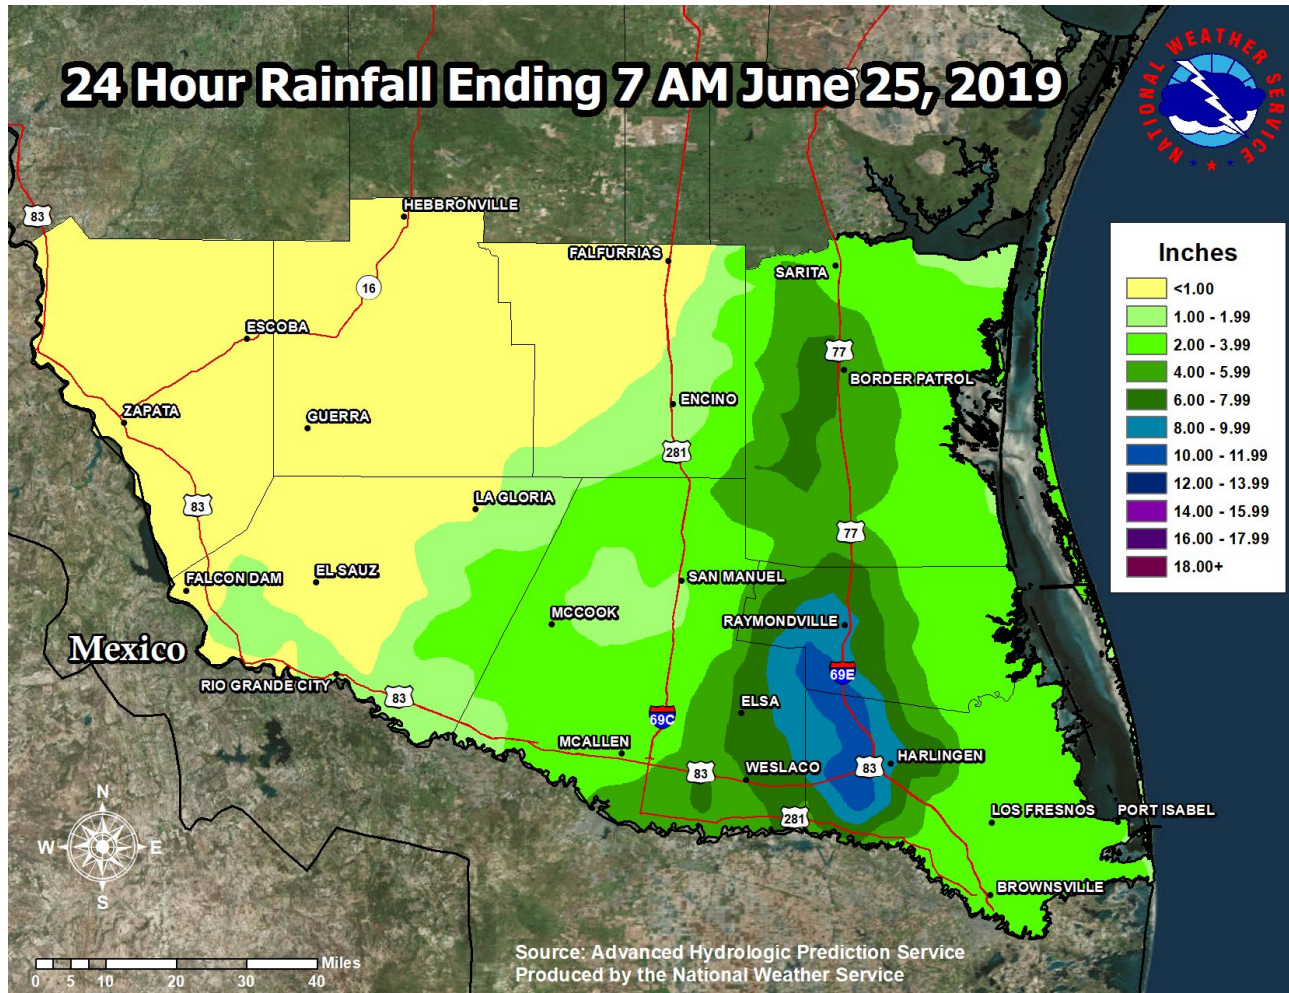 24 Hour Rainfall Ending 7 AM June 25, 2019
NATIONAL WEATHER SERVICE
83
HEBBRONVILLE
FALFURRIAS
SARITA
16
ESCOBA
77
BORDER PATROL
ZAPATA
GUERRA
ENCINO
281
LA GLORIA
83
77
FALCON DAM
EL SAUZ
SAN MANUEL
MCCOOK
RAYMONDVILLE
Mexico
RIO GRANDE CITY
83
69E
ELSA
69C
MCALLEN
83
WESLACO
83
HARLINGEN
281
LOS FRESNOS
PORT ISABEL
BROWNSVILLE
Inches
<1.00
1.00 - 1.99
2.00 - 3.99
4.00 - 5.99
6.00 - 7.99
8.00 - 9.99
10.00 - 11.99
12.00 - 13.99
14.00 - 15.99
16.00 - 17.99
18.00+
N
W E
S
Miles
0 5 10 20 30 40
Source: Advanced Hydrologic Prediction Service
Produced by the National Weather Service